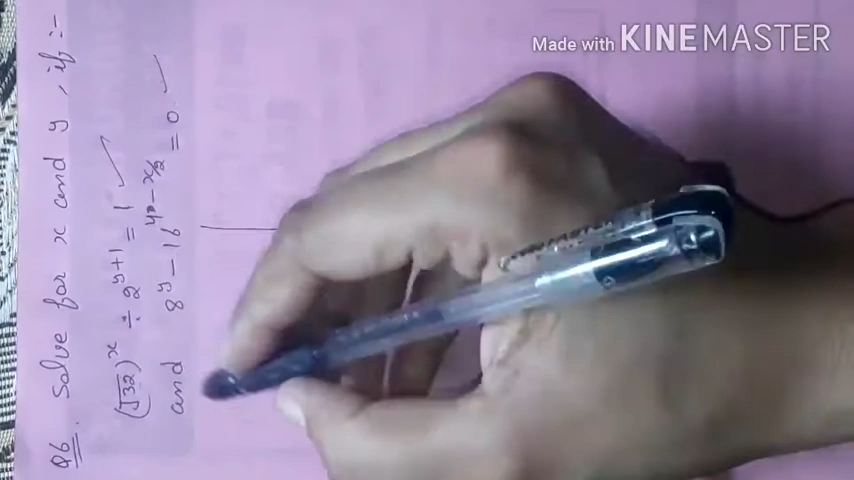 Made with KINEMASTER
Q6. Solve for x and y, if :-
(√32)^x ÷ 2^(y+1) = 1
and 8^y - 16^(4 - x/2) = 0.